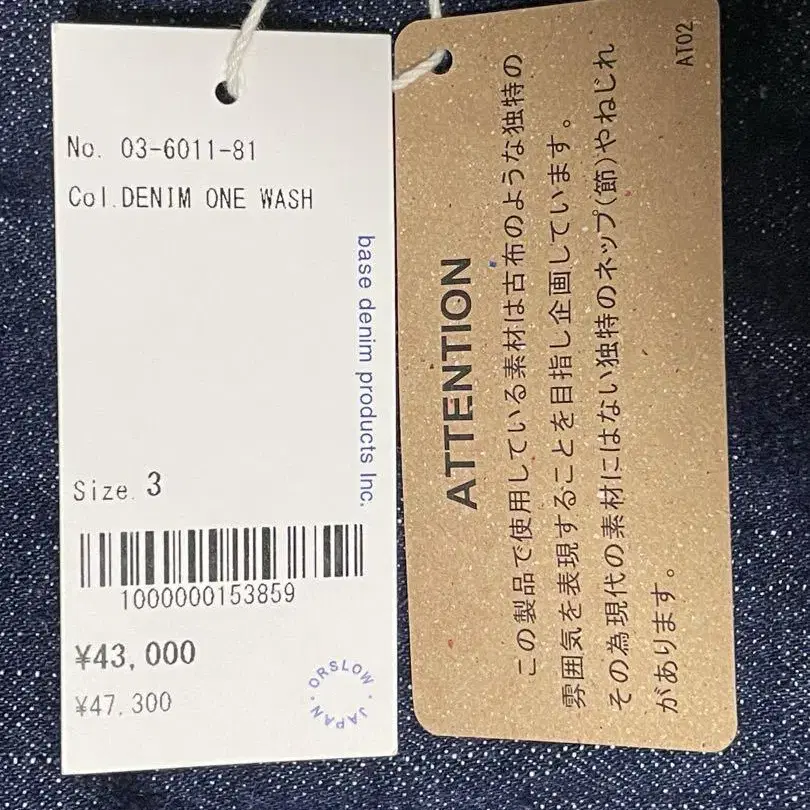 No. 03-6011-81
Col.DENIM ONE WASH
base denim products Inc.
Size. 3
1000000153859
¥43,000
¥47,300
ORSLOW · JAPAN ·
ATTENTION
この製品で使用している素材は古布のような独特の
雰囲気を表現することを目指し企画しています。
その為現代の素材にはない独特のネップ(節)やねじれ
があります。
AT02